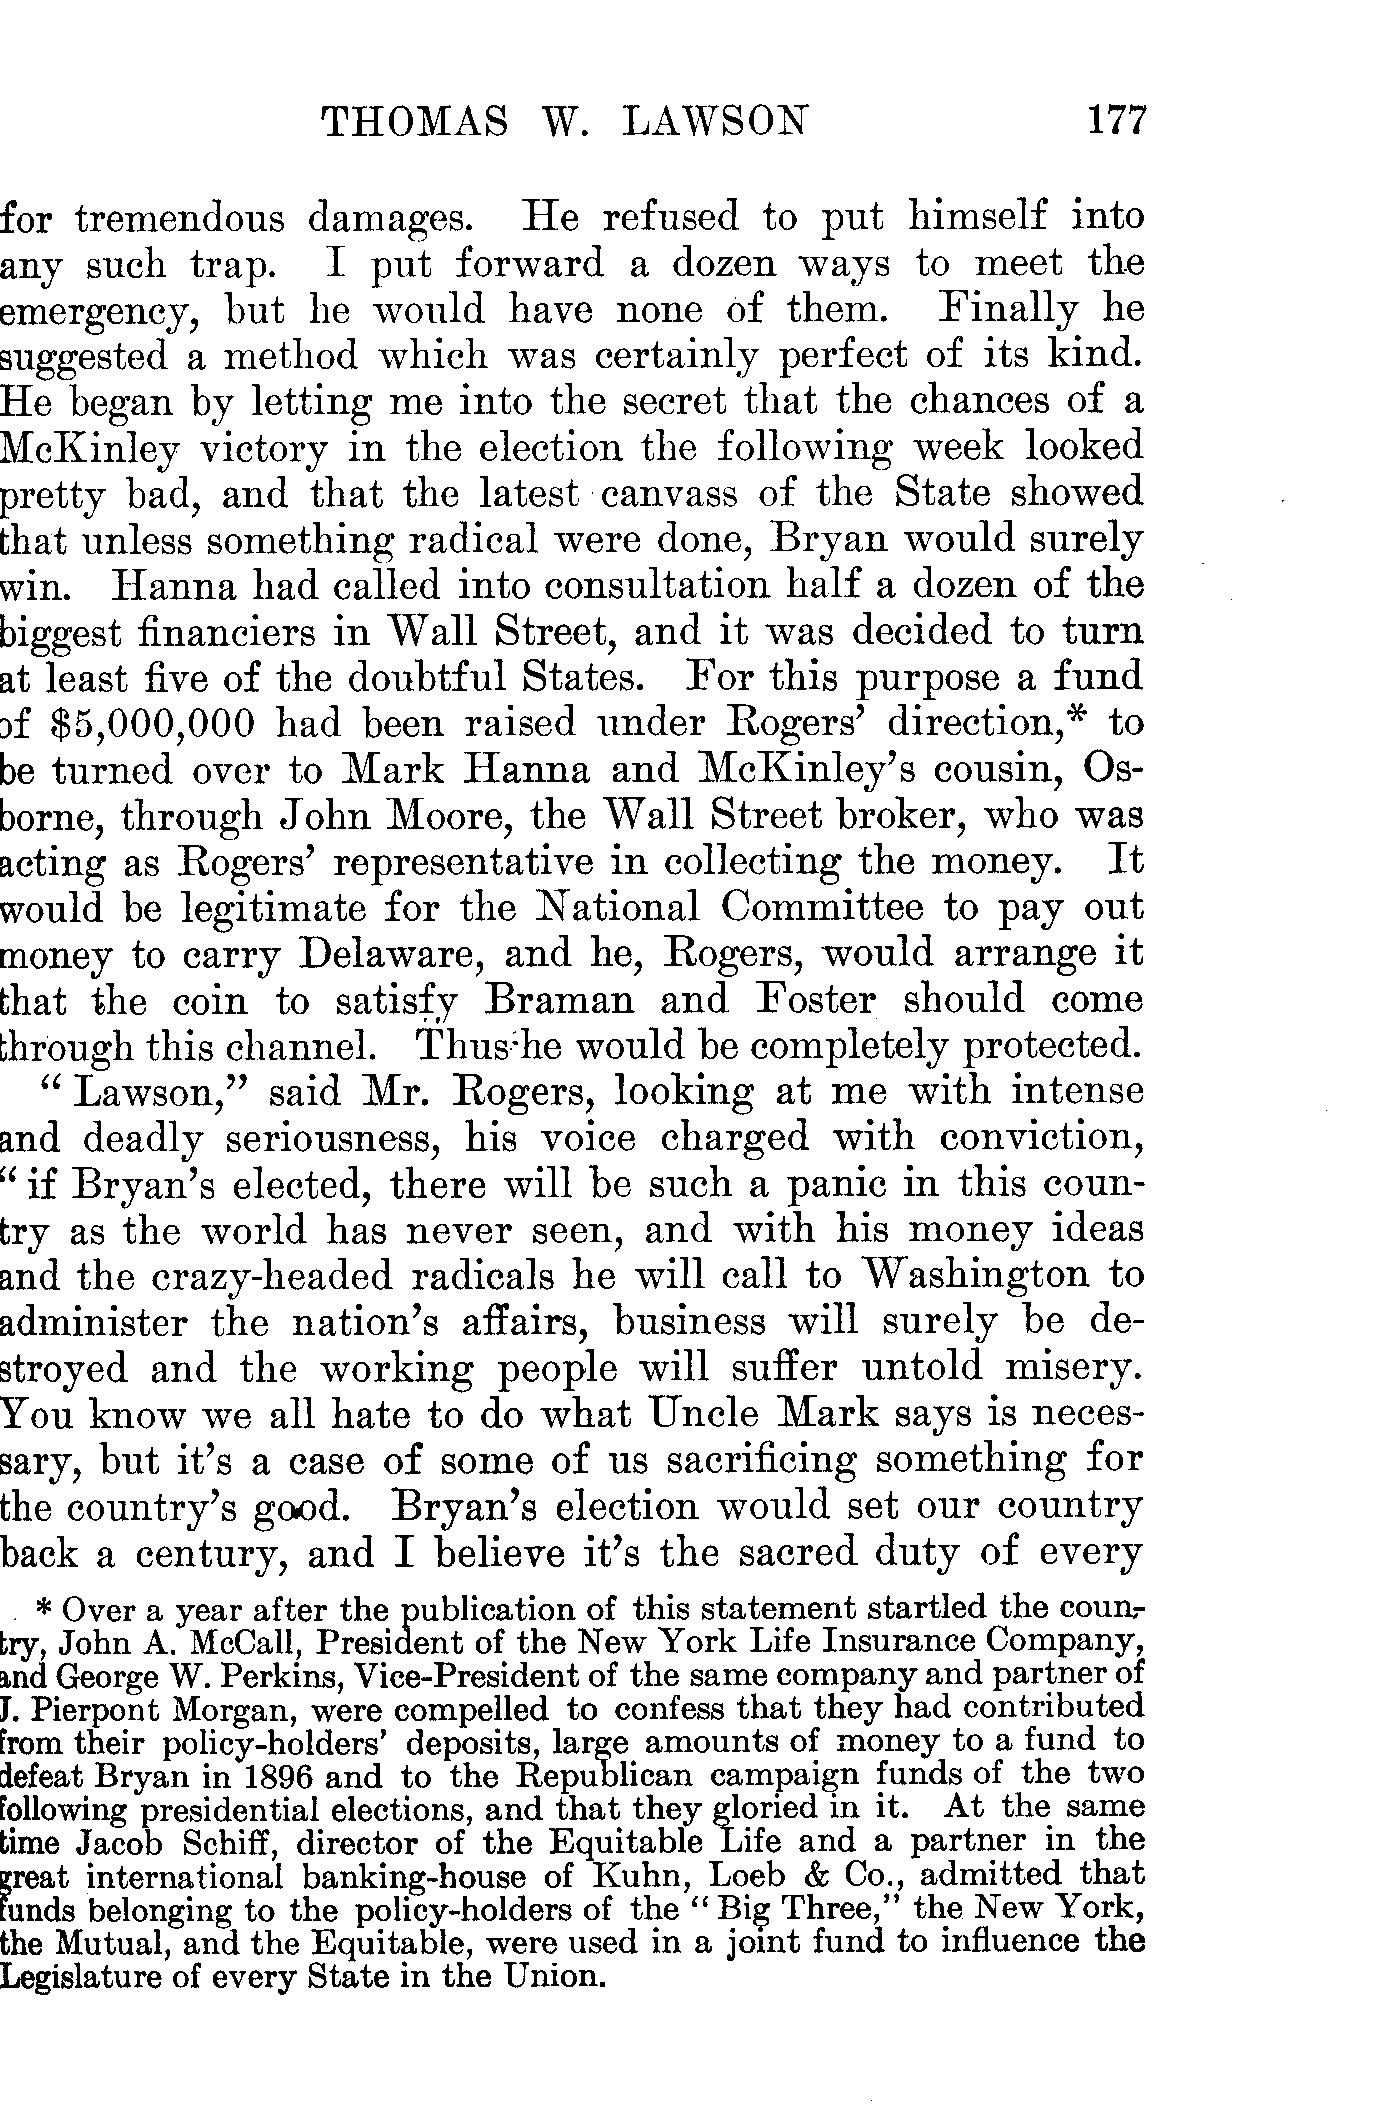 THOMAS W. LAWSON 177
for tremendous damages. He refused to put himself into
any such trap. I put forward a dozen ways to meet the
emergency, but he would have none of them. Finally he
suggested a method which was certainly perfect of its kind.
He began by letting me into the secret that the chances of a
McKinley victory in the election the following week looked
pretty bad, and that the latest canvass of the State showed
that unless something radical were done, Bryan would surely
win. Hanna had called into consultation half a dozen of the
biggest financiers in Wall Street, and it was decided to turn
at least five of the doubtful States. For this purpose a fund
of $5,000,000 had been raised under Rogers' direction,* to
be turned over to Mark Hanna and McKinley's cousin, Os-
borne, through John Moore, the Wall Street broker, who was
acting as Rogers' representative in collecting the money. It
would be legitimate for the National Committee to pay out
money to carry Delaware, and he, Rogers, would arrange it
that the coin to satisfy Braman and Foster should come
through this channel. Thus he would be completely protected.
"Lawson," said Mr. Rogers, looking at me with intense
and deadly seriousness, his voice charged with conviction,
"if Bryan's elected, there will be such a panic in this coun-
try as the world has never seen, and with his money ideas
and the crazy-headed radicals he will call to Washington to
administer the nation's affairs, business will surely be de-
stroyed and the working people will suffer untold misery.
You know we all hate to do what Uncle Mark says is neces-
sary, but it's a case of some of us sacrificing something for
the country's good. Bryan's election would set our country
back a century, and I believe it's the sacred duty of every
* Over a year after the publication of this statement startled the coun-
try, John A. McCall, President of the New York Life Insurance Company,
and George W. Perkins, Vice-President of the same company and partner of
J. Pierpont Morgan, were compelled to confess that they had contributed
from their policy-holders' deposits, large amounts of money to a fund to
defeat Bryan in 1896 and to the Republican campaign funds of the two
following presidential elections, and that they gloried in it. At the same
time Jacob Schiff, director of the Equitable Life and a partner in the
great international banking-house of Kuhn, Loeb & Co., admitted that
funds belonging to the policy-holders of the "Big Three," the New York,
the Mutual, and the Equitable, were used in a joint fund to influence the
Legislature of every State in the Union.